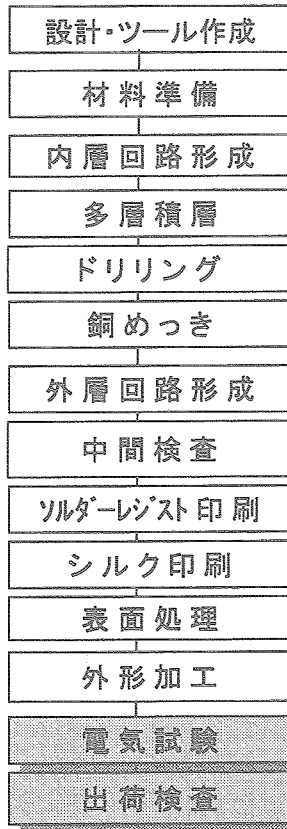 設計・ツール作成
材料準備
内層回路形成
多層積層
ドリリング
銅めっき
外層回路形成
中間検査
ソルダーレジスト印刷
シルク印刷
表面処理
外形加工
電気試験
出荷検査